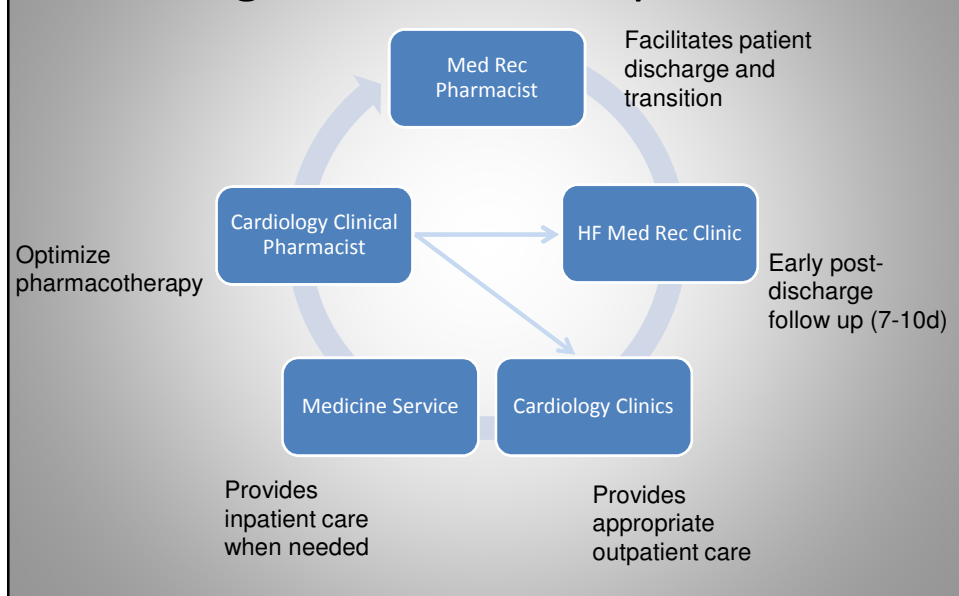 Med Rec
Pharmacist
Facilitates patient
discharge and
transition
HF Med Rec Clinic
Early post-
discharge
follow up (7-10d)
Cardiology Clinics
Provides
appropriate
outpatient care
Medicine Service
Provides
inpatient care
when needed
Cardiology Clinical
Pharmacist
Optimize
pharmacotherapy